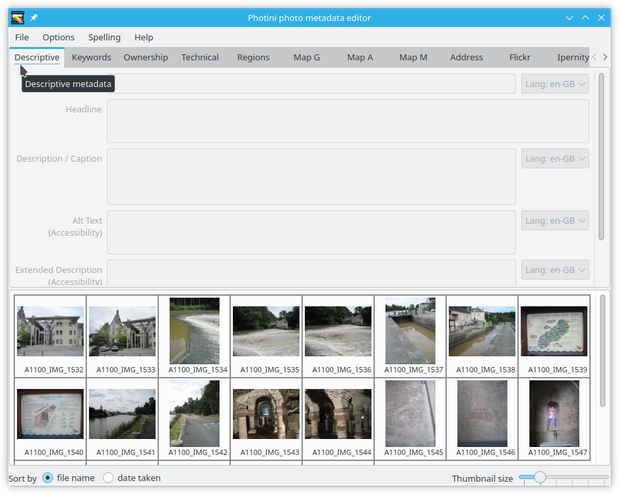 Photini photo metadata editor
File Options Spelling Help
Descriptive Keywords Ownership Technical Regions Map G Map A Map M Address Flickr Ipernity
Descriptive metadata
Lang: en-GB
Headline
Description / Caption
Lang: en-GB
Alt Text
(Accessibility)
Lang: en-GB
Extended Description
(Accessibility)
Lang: en-GB
A1100_IMG_1532 A1100_IMG_1533 A1100_IMG_1534 A1100_IMG_1535 A1100_IMG_1536 A1100_IMG_1537 A1100_IMG_1538 A1100_IMG_1539
A1100_IMG_1540 A1100_IMG_1541 A1100_IMG_1542 A1100_IMG_1543 A1100_IMG_1544 A1100_IMG_1545 A1100_IMG_1546 A1100_IMG_1547
Sort by file name date taken Thumbnail size